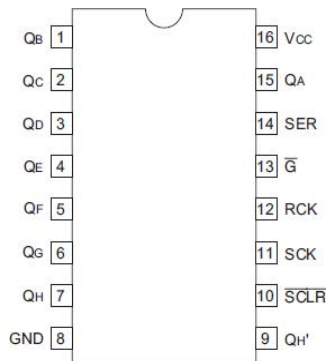 QB 1 16 VCC
QC 2 15 QA
QD 3 14 SER
QE 4 13 G̅
QF 5 12 RCK
QG 6 11 SCK
QH 7 10 S̅C̅L̅R̅
GND 8 9 QH'